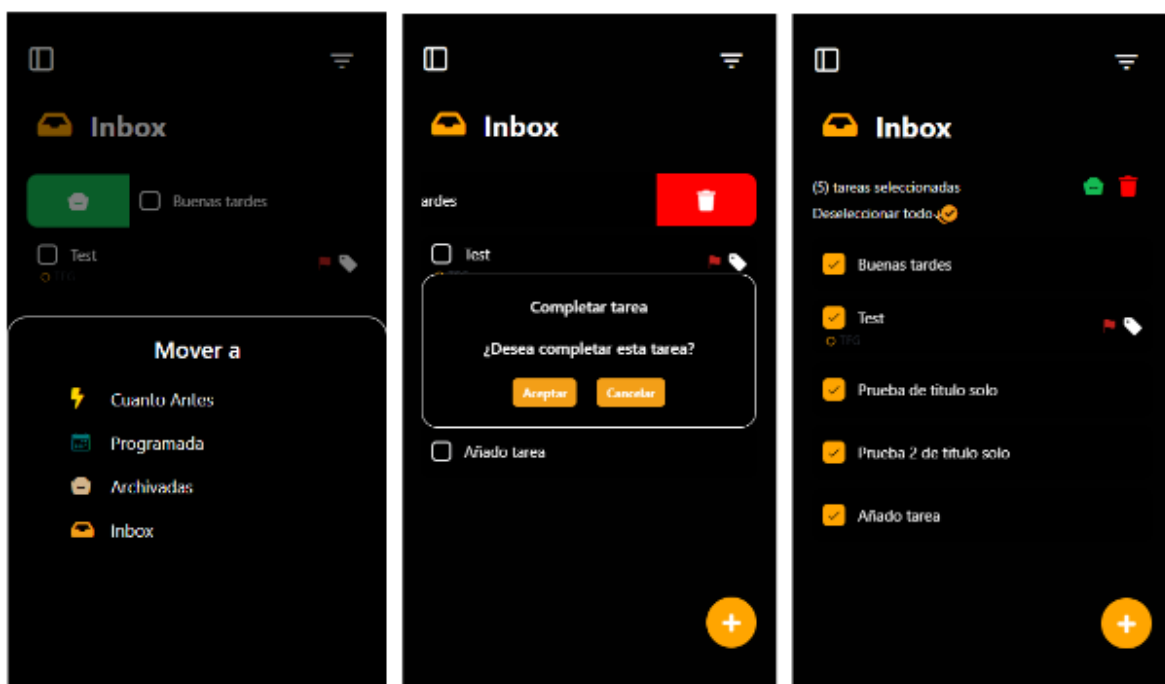 Inbox
Buenas tardes
Test
TFG
Mover a
Cuanto Antes
Programada
Archivadas
Inbox
Inbox
ardes
Test
Completar tarea
¿Desea completar esta tarea?
Aceptar
Cancelar
Añado tarea
Inbox
(5) tareas seleccionadas
Deseleccionar todo
Buenas tardes
Test
TFG
Prueba de titulo solo
Prueba 2 de titulo solo
Añado tarea